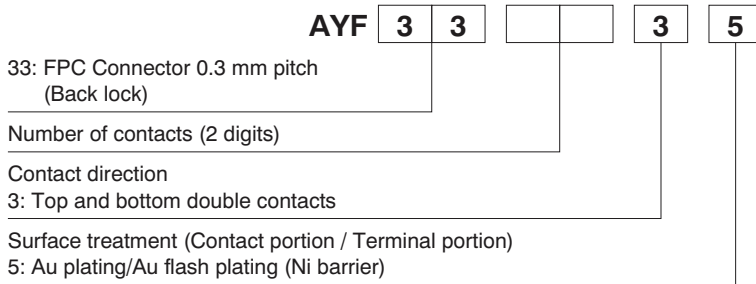 AYF 3 3 3 5
33: FPC Connector 0.3 mm pitch
(Back lock)
Number of contacts (2 digits)
Contact direction
3: Top and bottom double contacts
Surface treatment (Contact portion / Terminal portion)
5: Au plating/Au flash plating (Ni barrier)